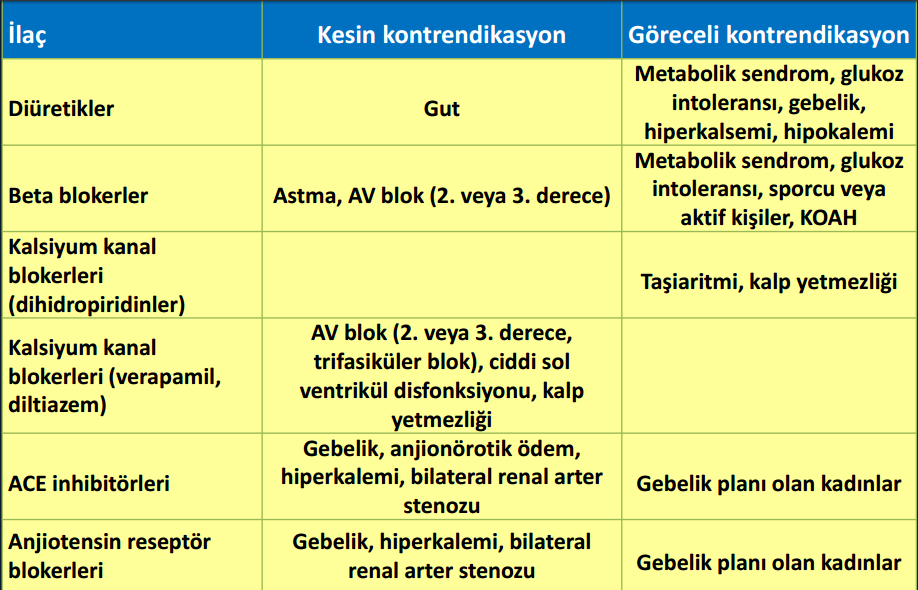 İlaç
Kesin kontrendikasyon
Göreceli kontrendikasyon
Diüretikler
Gut
Metabolik sendrom, glukoz
intoleransı, gebelik,
hiperkalsemi, hipokalemi
Beta blokerler
Astma, AV blok (2. veya 3. derece)
Metabolik sendrom, glukoz
intoleransı, sporcu veya
aktif kişiler, KOAH
Kalsiyum kanal
blokerleri
(dihidropiridinler)
Taşiaritmi, kalp yetmezliği
Kalsiyum kanal
blokerleri (verapamil,
diltiazem)
AV blok (2. veya 3. derece,
trifasiküler blok), ciddi sol
ventrikül disfonksiyonu, kalp
yetmezliği
ACE inhibitörleri
Gebelik, anjionörotik ödem,
hiperkalemi, bilateral renal arter
stenozu
Gebelik planı olan kadınlar
Anjiotensin reseptör
blokerleri
Gebelik, hiperkalemi, bilateral
renal arter stenozu
Gebelik planı olan kadınlar